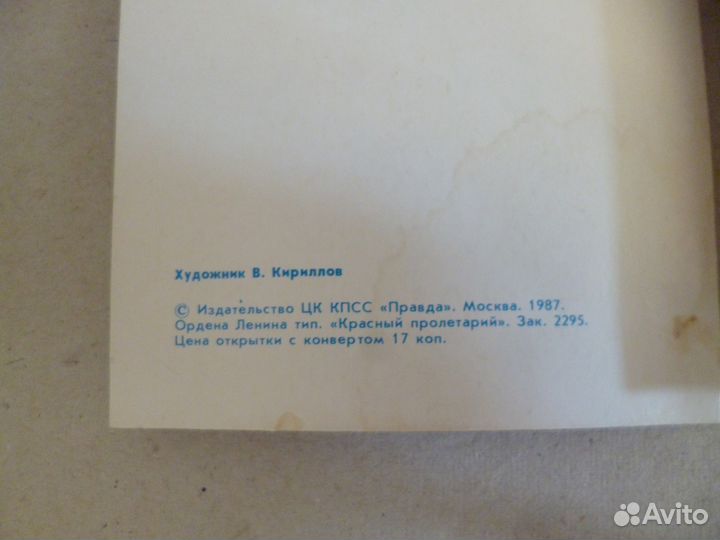 Художник В. Кириллов
© Издательство ЦК КПСС «Правда». Москва. 1987.
Ордена Ленина тип. «Красный пролетарий». Зак. 2295.
Цена открытки с конвертом 17 коп.
Avito